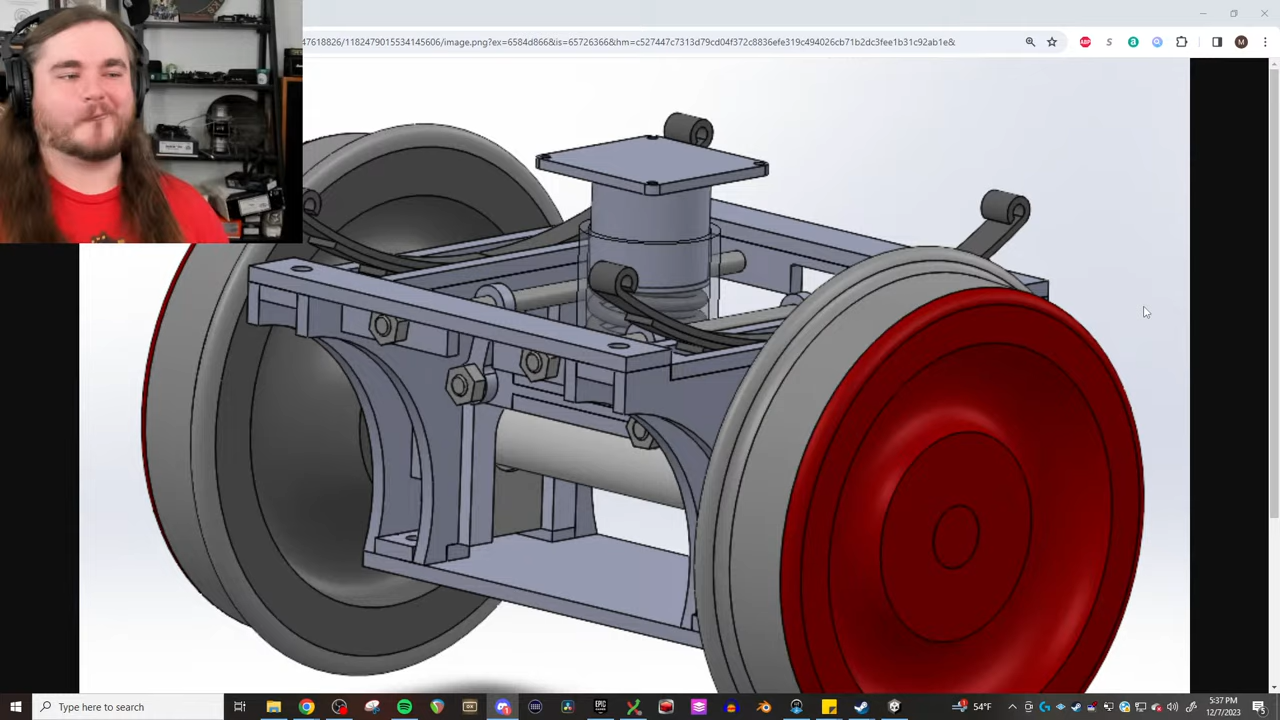 47618826/1182479015534145606/image.png?ex=6584d866&is=65726366&hm=c527447c7313d79cd04f372c8836efe319c494026cb71b2dc3fee1b31c92ab1e&
Type here to search
54°F
5:37 PM
12/7/2023